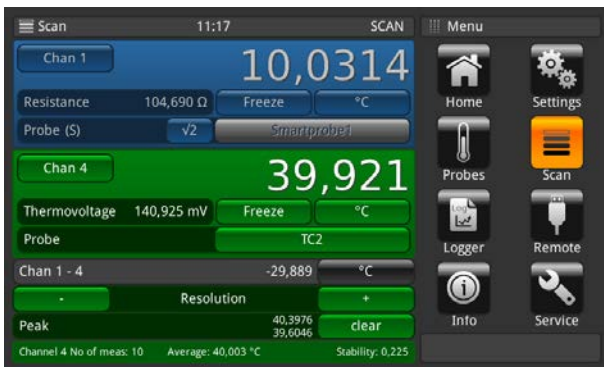 Scan 11:17 SCAN
Chan 1 10,0314
Resistance 104,690 Ω Freeze °C
Probe (S) √2 Smartprobe1
Chan 4 39,921
Thermovoltage 140,925 mV Freeze °C
Probe TC2
Chan 1 - 4 -29,889 °C
- Resolution +
Peak 40,3976 39,6046 clear
Channel 4 No of meas: 10 Average: 40,003 °C Stability: 0,225
Menu
Home Settings
Probes Scan
Log
Logger Remote
Info Service